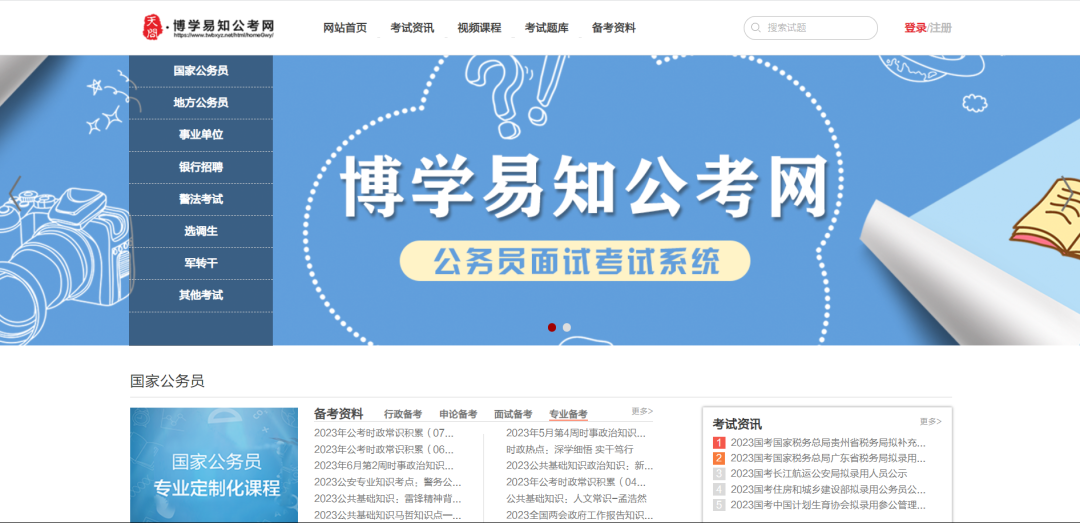 天阁·博学易知公考网
https://www.twbxyz.net/html/homeGwy/
网站首页 考试资讯 视频课程 考试题库 备考资料
搜索试题
登录/注册
国家公务员
地方公务员
事业单位
银行招聘
警法考试
选调生
军转干
其他考试
博学易知公考网
公务员面试考试系统
国家公务员
国家公务员
专业定制化课程
备考资料 行政备考 申论备考 面试备考 专业备考 更多>
2023年公考时政常识积累（07...
2023年公考时政常识积累（06...
2023年6月第2周时事政治知识...
2023公安专业知识考点：警务公...
2023公共基础知识：雷锋精神背...
2023公共基础知识马哲知识点一...
2023年5月第4周时事政治知识...
时政热点：深学细悟 实干笃行
2023公共基础知识政治知识：新...
2023年公考时政常识积累（04...
公共基础知识：人文常识-孟浩然
2023全国两会政府工作报告知识...
考试资讯 更多>
1 2023国考国家税务总局贵州省税务局拟补充...
2 2023国考国家税务总局广东省税务局拟录用...
3 2023国考长江航运公安局拟录用人员公示
4 2023国考住房和城乡建设部拟录用公务员公...
5 2023国考中国计划生育协会拟录用参公管理...